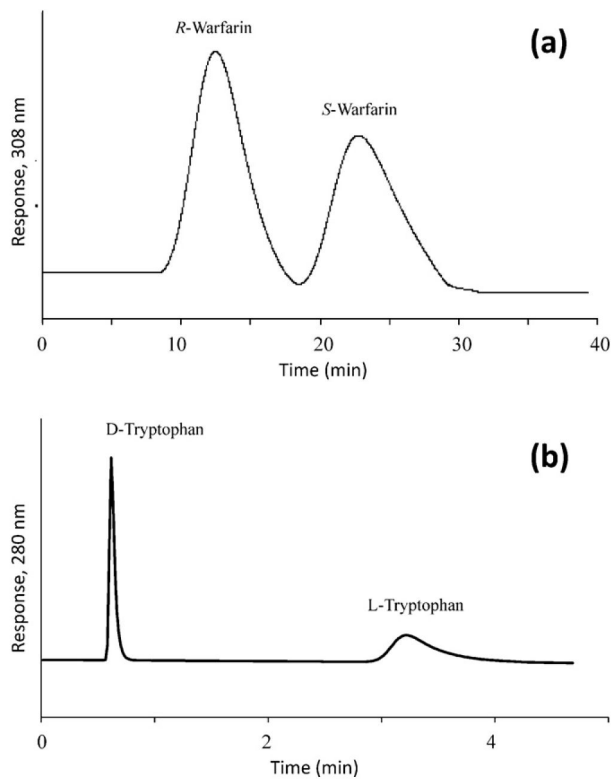 (a)
R-Warfarin
S-Warfarin
Response, 308 nm
0 10 20 30 40
Time (min)
(b)
D-Tryptophan
L-Tryptophan
Response, 280 nm
0 2 4
Time (min)